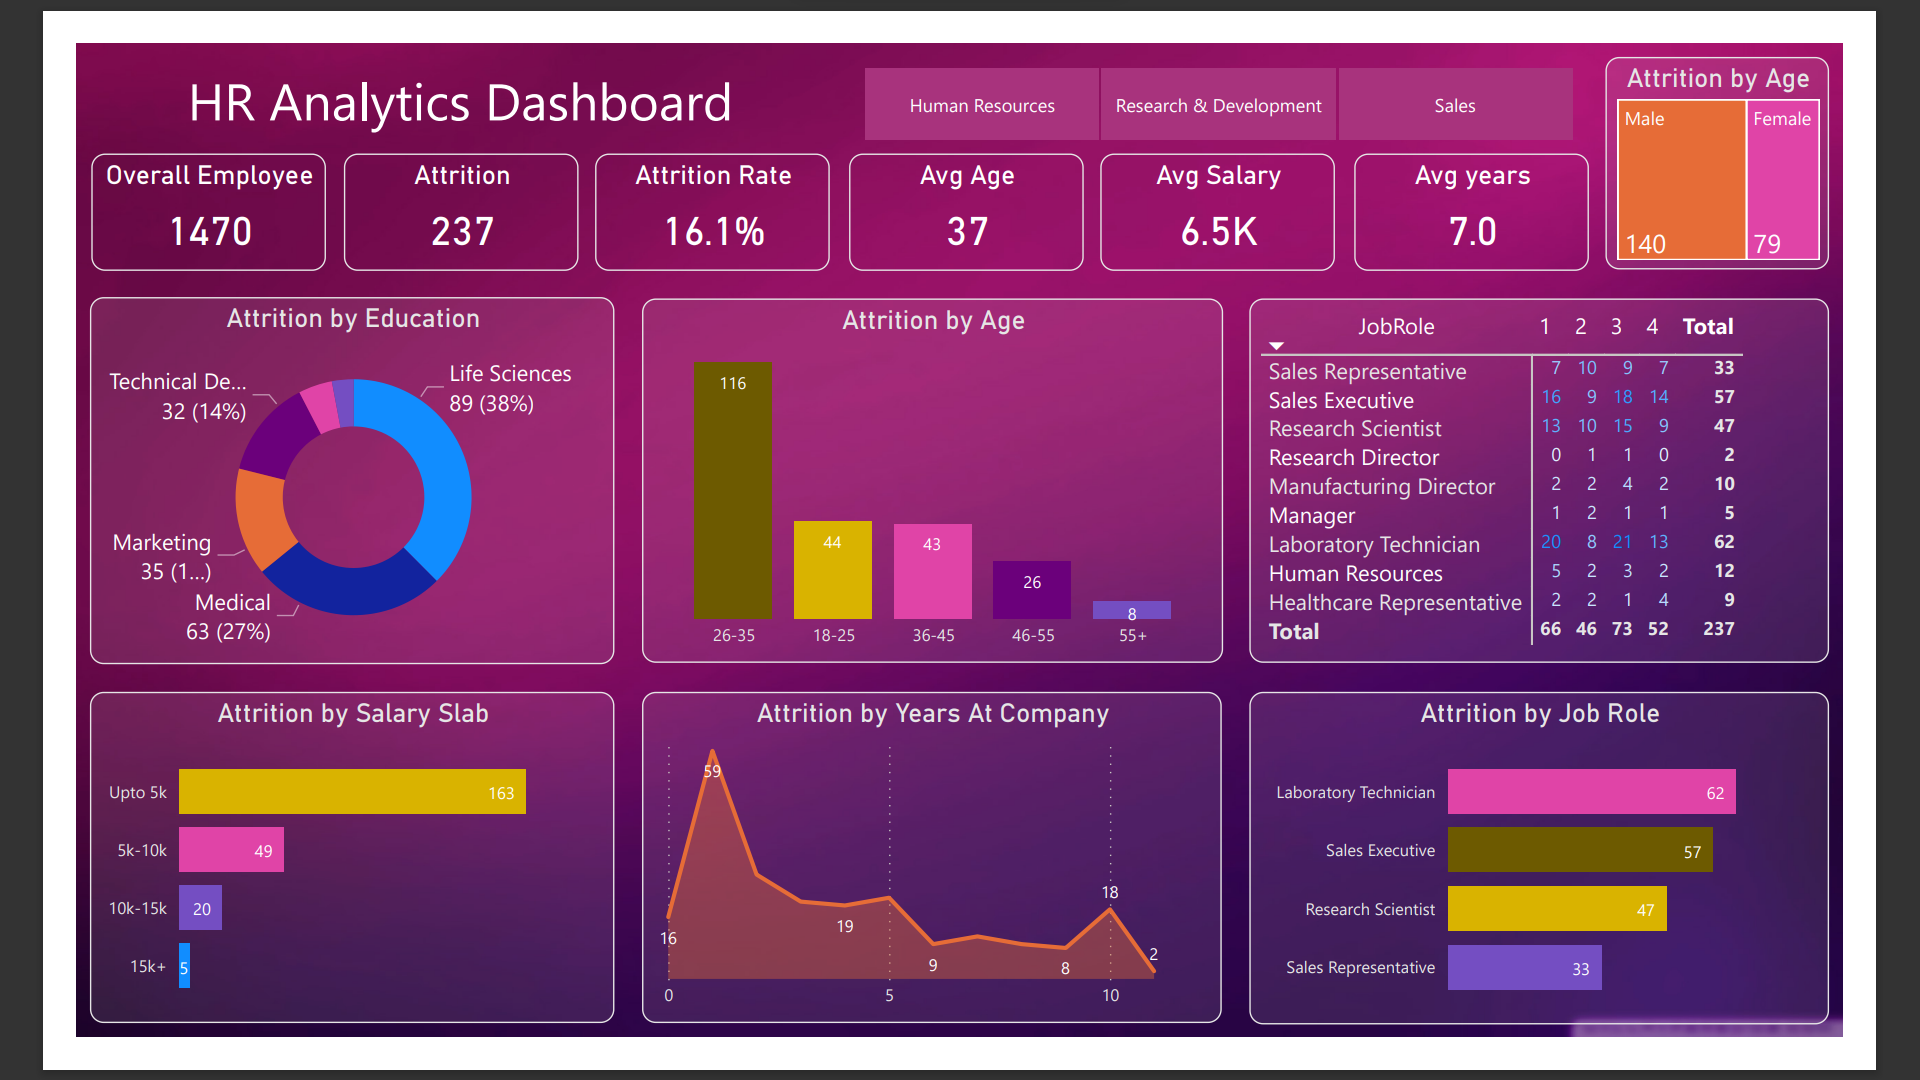 HR Analytics Dashboard
Human Resources
Research & Development
Sales
Attrition by Age
Male
Female
140
79
Overall Employee
1470
Attrition
237
Attrition Rate
16.1%
Avg Age
37
Avg Salary
6.5K
Avg years
7.0
Attrition by Education
Technical De...
32 (14%)
Life Sciences
89 (38%)
Marketing
35 (1...)
Medical
63 (27%)
Attrition by Age
116
44
43
26
8
26-35 18-25 36-45 46-55 55+
JobRole 1 2 3 4 Total
Sales Representative 7 10 9 7 33
Sales Executive 16 9 18 14 57
Research Scientist 13 10 15 9 47
Research Director 0 1 1 0 2
Manufacturing Director 2 2 4 2 10
Manager 1 2 1 1 5
Laboratory Technician 20 8 21 13 62
Human Resources 5 2 3 2 12
Healthcare Representative 2 2 1 4 9
Total 66 46 73 52 237
Attrition by Salary Slab
Upto 5k 163
5k-10k 49
10k-15k 20
15k+ 5
Attrition by Years At Company
59
18
19
16
2
9
8
0 5 10
Attrition by Job Role
Laboratory Technician 62
Sales Executive 57
Research Scientist 47
Sales Representative 33